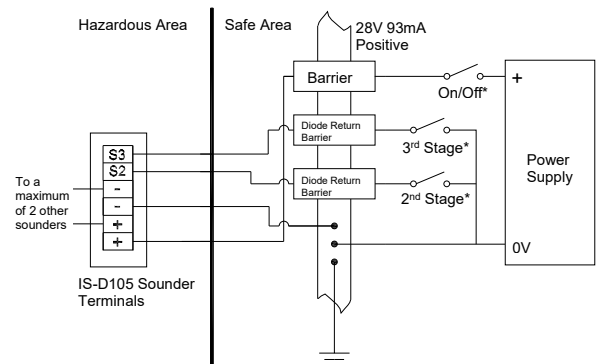 Hazardous Area
Safe Area
28V 93mA
Positive
Barrier
On/Off*
+
Diode Return
Barrier
3rd Stage*
Diode Return
Barrier
2nd Stage*
Power
Supply
0V
S3
S2
-
-
+
+
To a
maximum
of 2 other
sounders
IS-D105 Sounder
Terminals